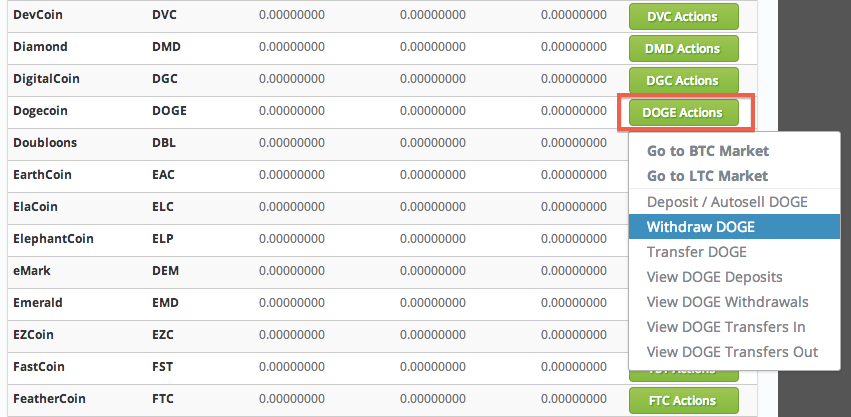 DevCoin DVC 0.00000000 0.00000000 0.00000000 DVC Actions
Diamond DMD 0.00000000 0.00000000 0.00000000 DMD Actions
DigitalCoin DGC 0.00000000 0.00000000 0.00000000 DGC Actions
Dogecoin DOGE 0.00000000 0.00000000 0.00000000 DOGE Actions
Doubloons DBL 0.00000000 0.00000000 0.00000000
EarthCoin EAC 0.00000000 0.00000000 0.00000000
ElaCoin ELC 0.00000000 0.00000000 0.00000000
ElephantCoin ELP 0.00000000 0.00000000 0.00000000
eMark DEM 0.00000000 0.00000000 0.00000000
Emerald EMD 0.00000000 0.00000000 0.00000000
EZCoin EZC 0.00000000 0.00000000 0.00000000
FastCoin FST 0.00000000 0.00000000 0.00000000
FeatherCoin FTC 0.00000000 0.00000000 0.00000000 FTC Actions
Go to BTC Market
Go to LTC Market
Deposit / Autosell DOGE
Withdraw DOGE
Transfer DOGE
View DOGE Deposits
View DOGE Withdrawals
View DOGE Transfers In
View DOGE Transfers Out